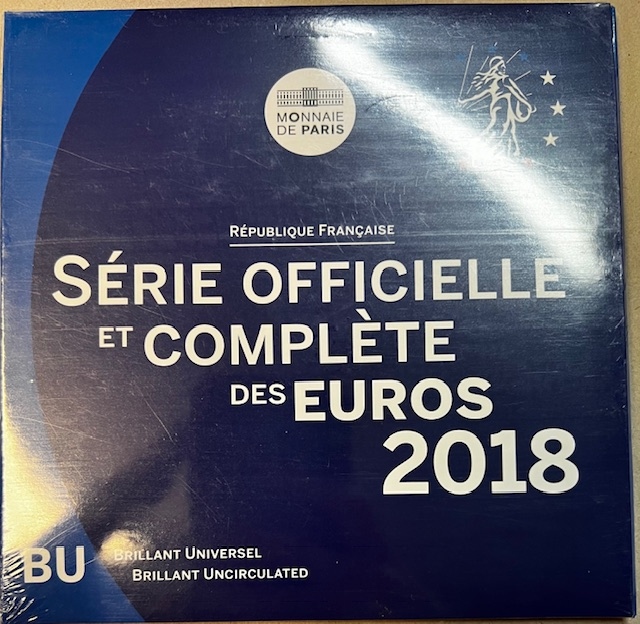 MONNAIE
DE PARIS
RÉPUBLIQUE FRANÇAISE
SÉRIE OFFICIELLE
ET COMPLÈTE
DES EUROS
2018
BU
BRILLANT UNIVERSEL
BRILLANT UNCIRCULATED